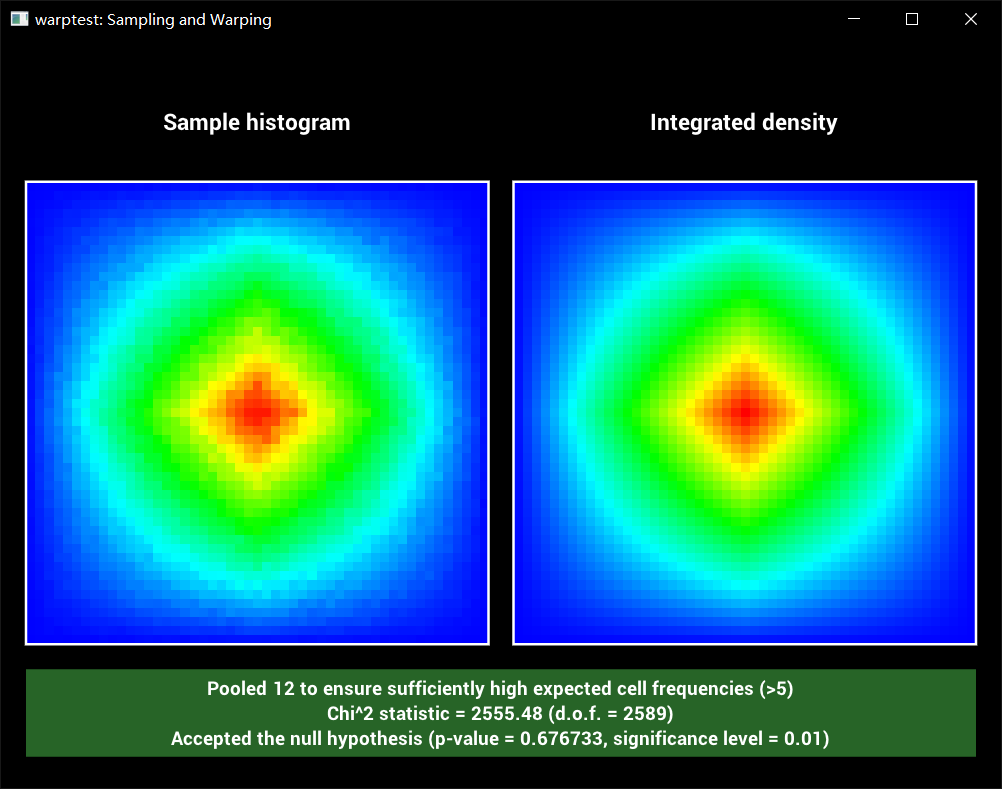 warptest: Sampling and Warping
Sample histogram
Integrated density
Pooled 12 to ensure sufficiently high expected cell frequencies (>5)
Chi^2 statistic = 2555.48 (d.o.f. = 2589)
Accepted the null hypothesis (p-value = 0.676733, significance level = 0.01)